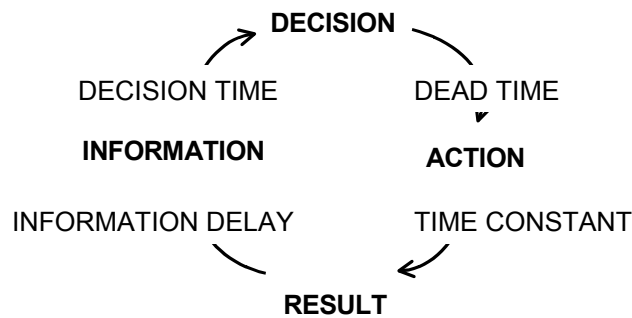 DECISION
DECISION TIME
DEAD TIME
INFORMATION
ACTION
INFORMATION DELAY
TIME CONSTANT
RESULT